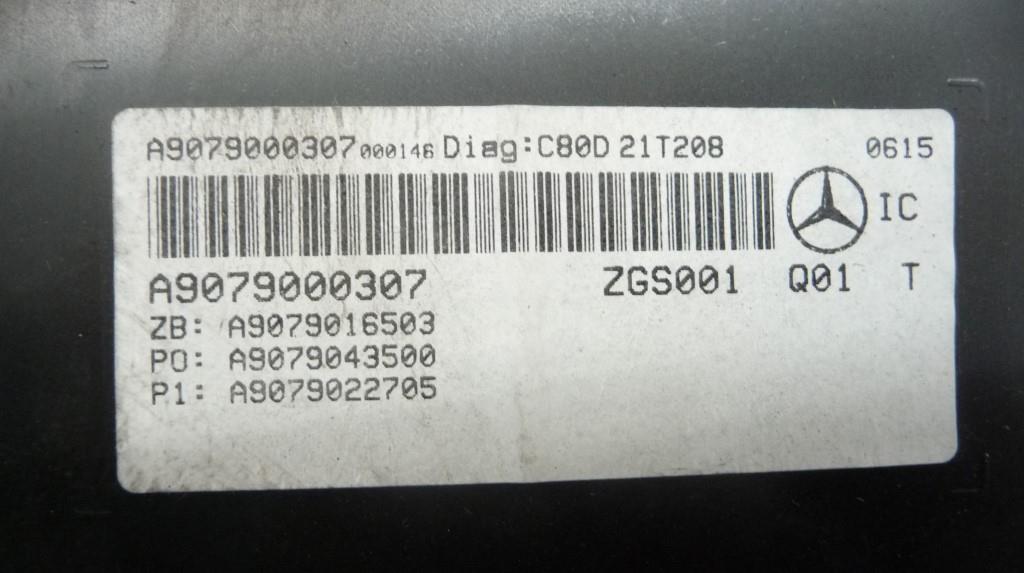 A9079000307 000146 Diag:C80D 21T208 0615
IC
A9079000307 ZGS001 Q01 T
ZB: A9079016503
P0: A9079043500
P1: A9079022705